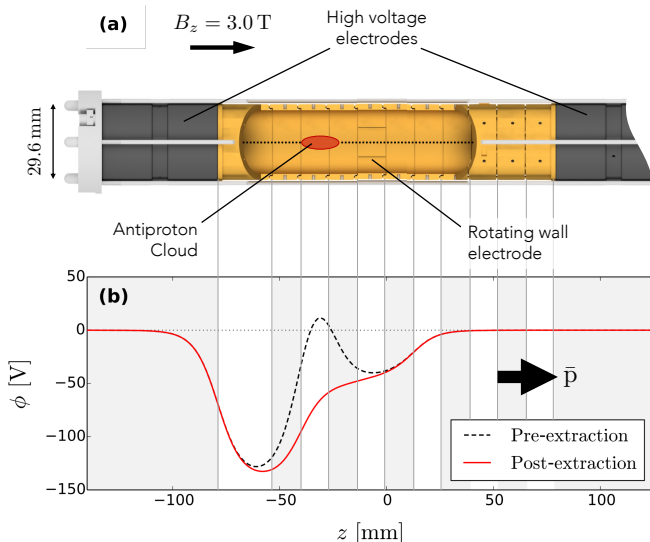 (a)
B_z = 3.0 T
High voltage
electrodes
29.6 mm
Antiproton
Cloud
Rotating wall
electrode
(b)
50
0
−50
−100
−150
ϕ [V]
p̄
Pre-extraction
Post-extraction
−100
−50
0
50
100
z [mm]